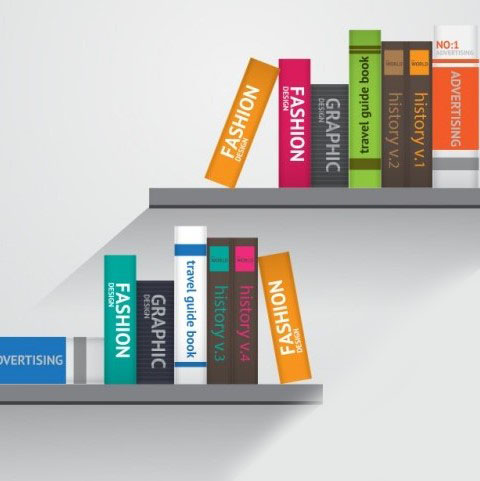 FASHION
DESIGN
FASHION
DESIGN
GRAPHIC
DESIGN
travel guide book
WORLD
history v.2
WORLD
history v.1
NO:1
ADVERTISING
ADVERTISING
ADVERTISING
FASHION
DESIGN
GRAPHIC
DESIGN
travel guide book
WORLD
history v.3
WORLD
history v.4
FASHION
DESIGN